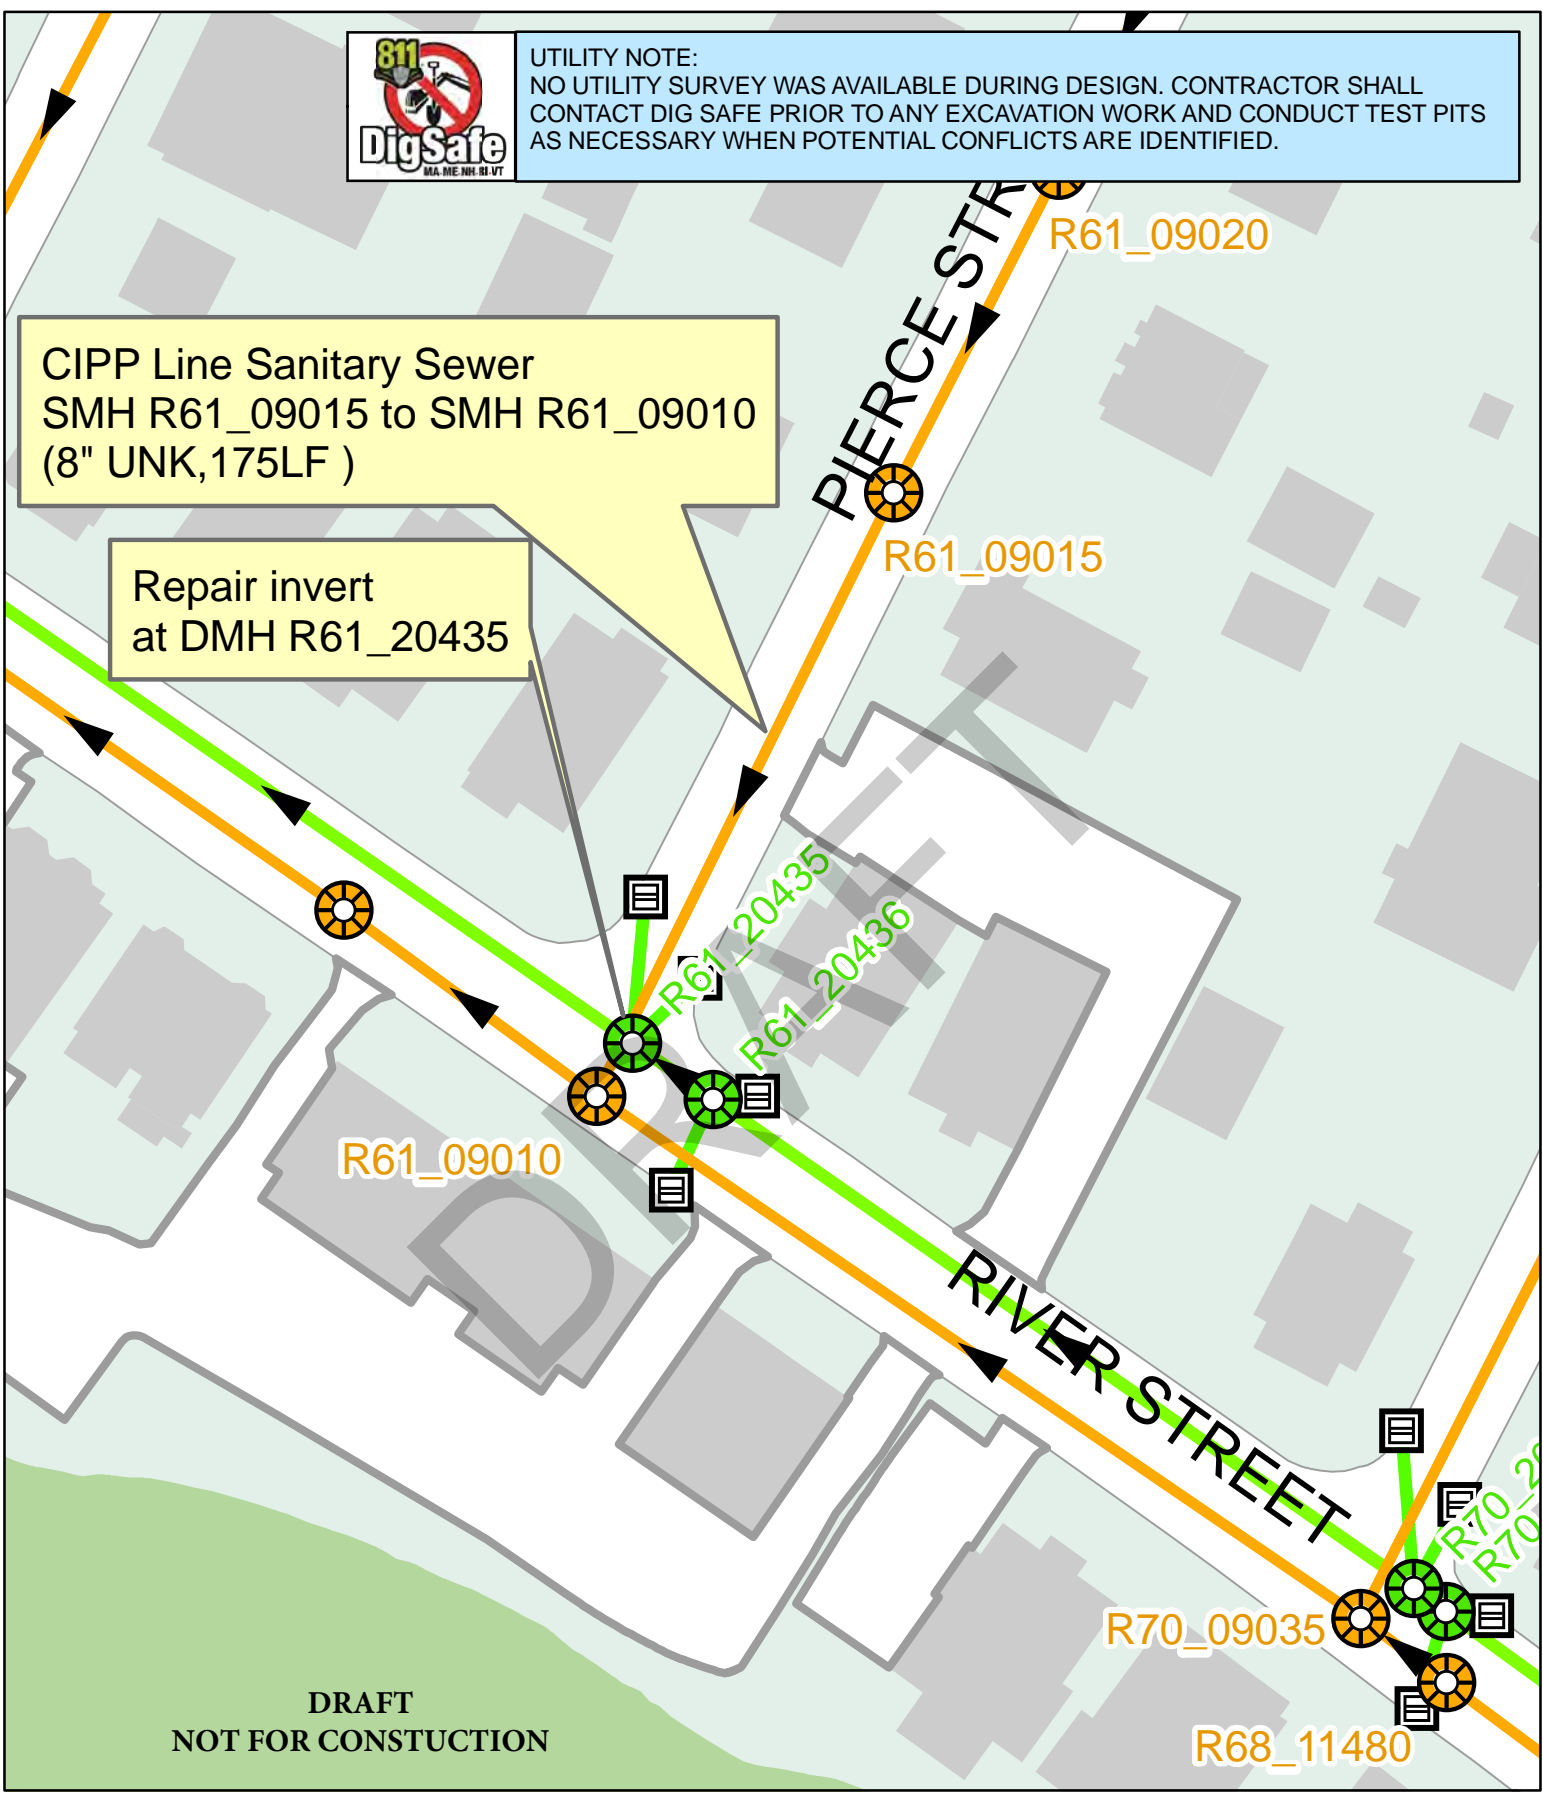 811
DigSafe
MA-ME-NH-RI-VT
UTILITY NOTE:
NO UTILITY SURVEY WAS AVAILABLE DURING DESIGN. CONTRACTOR SHALL
CONTACT DIG SAFE PRIOR TO ANY EXCAVATION WORK AND CONDUCT TEST PITS
AS NECESSARY WHEN POTENTIAL CONFLICTS ARE IDENTIFIED.
PIERCE STR
R61_09020
CIPP Line Sanitary Sewer
SMH R61_09015 to SMH R61_09010
(8" UNK,175LF )
R61_09015
Repair invert
at DMH R61_20435
R61_20435
R61_20436
R61_09010
DRAFT
RIVER STREET
R70_20
R70
R70_09035
R68_11480
DRAFT
NOT FOR CONSTUCTION